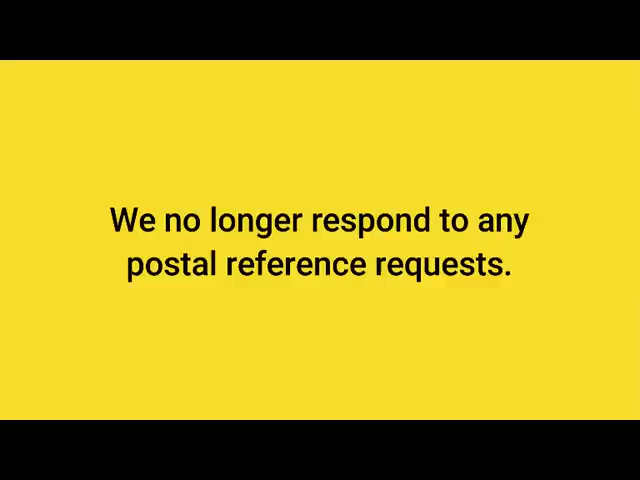 We no longer respond to any
postal reference requests.